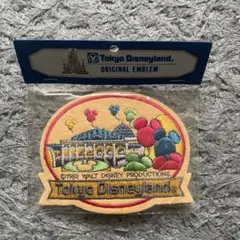 Tokyo Disneyland.
ORIGINAL EMBLEM
©1983 WALT DISNEY PRODUCTIONS
Tokyo Disneyland.